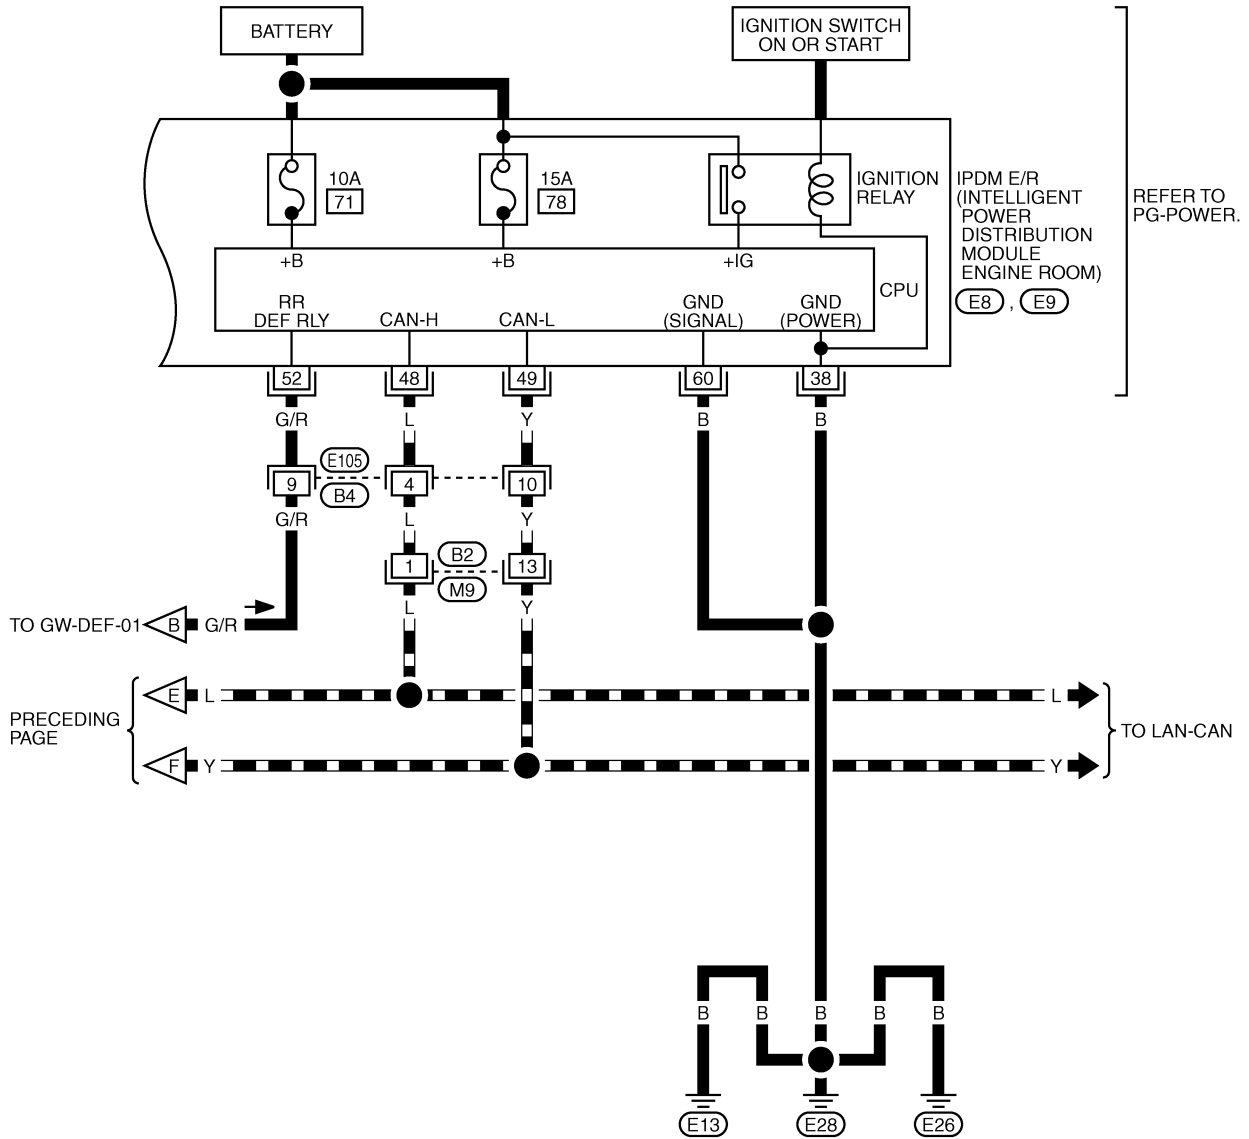 BATTERY
IGNITION SWITCH
ON OR START
10A
71
15A
78
IGNITION
RELAY
IPDM E/R
(INTELLIGENT
POWER
DISTRIBUTION
MODULE
ENGINE ROOM)
E8 , E9
REFER TO
PG-POWER.
+B
+B
+IG
CPU
RR
DEF RLY
CAN-H
CAN-L
GND
(SIGNAL)
GND
(POWER)
52
48
49
60
38
G/R
L
Y
B
B
E105
9
4
10
B4
G/R
L
Y
B2
1
13
M9
L
Y
TO GW-DEF-01
B
G/R
E
L
L
PRECEDING
PAGE
TO LAN-CAN
F
Y
Y
B
B
B
B
B
E13
E28
E26